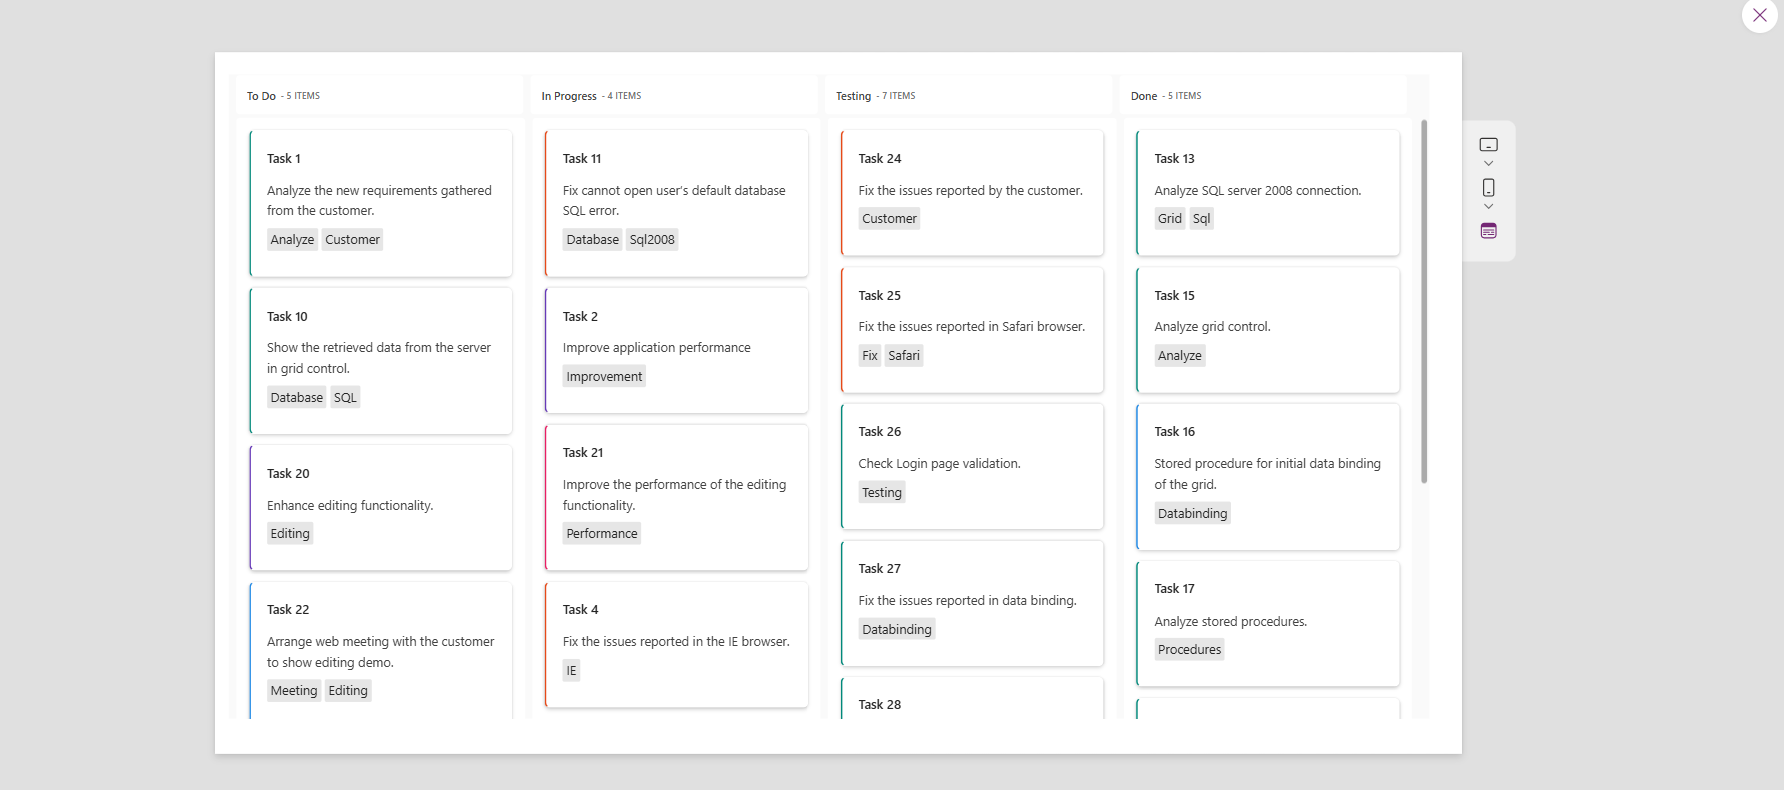 To Do - 5 ITEMS
Task 1
Analyze the new requirements gathered
from the customer.
Analyze Customer
Task 10
Show the retrieved data from the server
in grid control.
Database SQL
Task 20
Enhance editing functionality.
Editing
Task 22
Arrange web meeting with the customer
to show editing demo.
Meeting Editing
In Progress - 4 ITEMS
Task 11
Fix cannot open user's default database
SQL error.
Database Sql2008
Task 2
Improve application performance
Improvement
Task 21
Improve the performance of the editing
functionality.
Performance
Task 4
Fix the issues reported in the IE browser.
IE
Testing - 7 ITEMS
Task 24
Fix the issues reported by the customer.
Customer
Task 25
Fix the issues reported in Safari browser.
Fix Safari
Task 26
Check Login page validation.
Testing
Task 27
Fix the issues reported in data binding.
Databinding
Task 28
Done - 5 ITEMS
Task 13
Analyze SQL server 2008 connection.
Grid Sql
Task 15
Analyze grid control.
Analyze
Task 16
Stored procedure for initial data binding
of the grid.
Databinding
Task 17
Analyze stored procedures.
Procedures